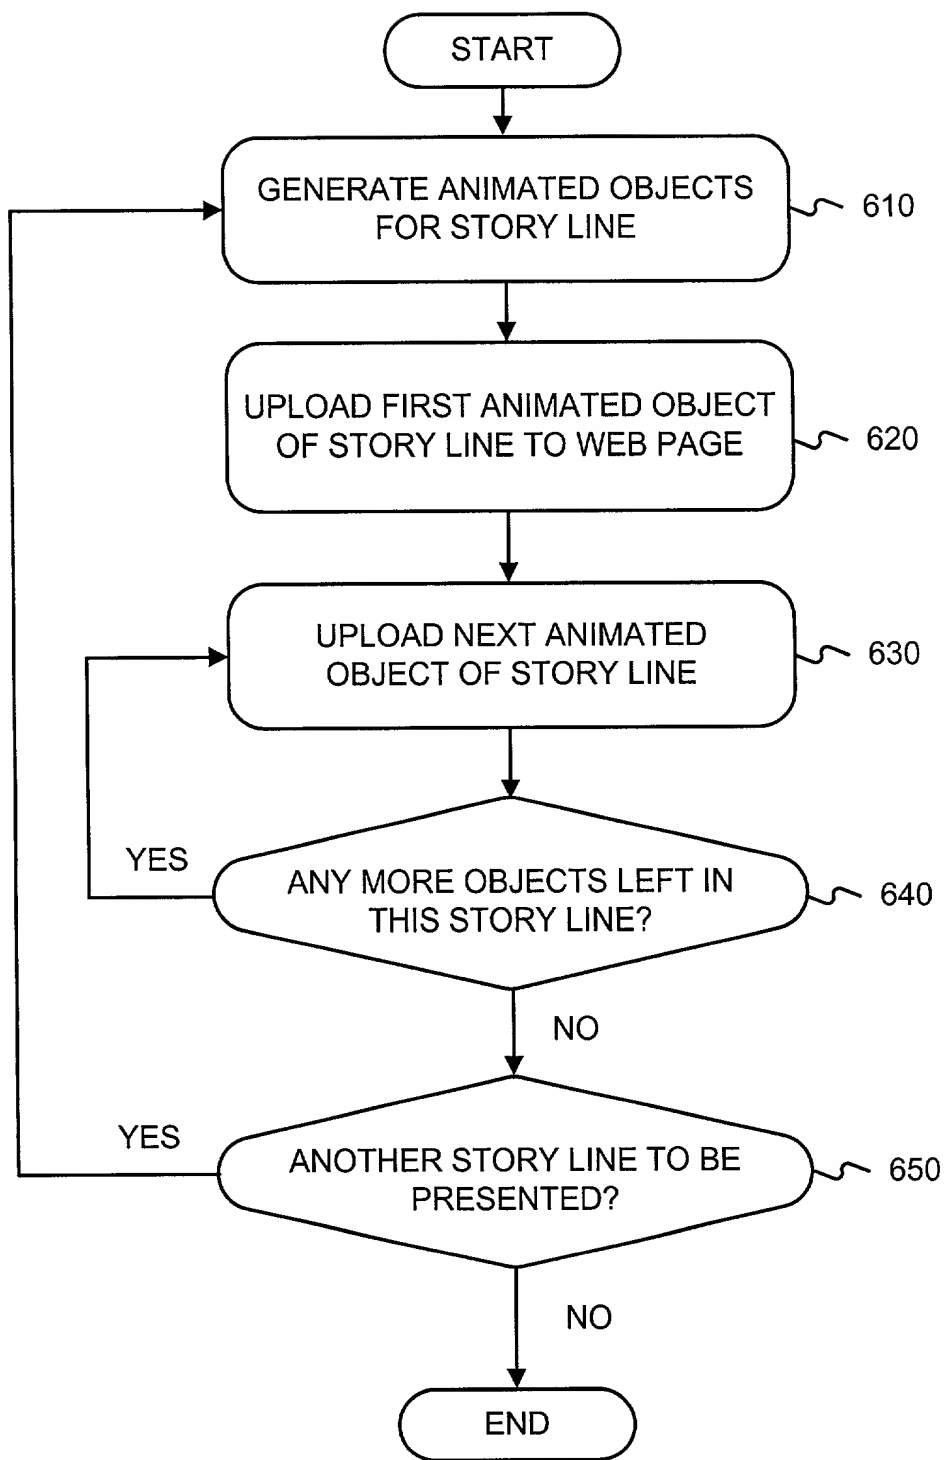 START
GENERATE ANIMATED OBJECTS
FOR STORY LINE
610
UPLOAD FIRST ANIMATED OBJECT
OF STORY LINE TO WEB PAGE
620
UPLOAD NEXT ANIMATED
OBJECT OF STORY LINE
630
YES
ANY MORE OBJECTS LEFT IN
THIS STORY LINE?
640
NO
YES
ANOTHER STORY LINE TO BE
PRESENTED?
650
NO
END